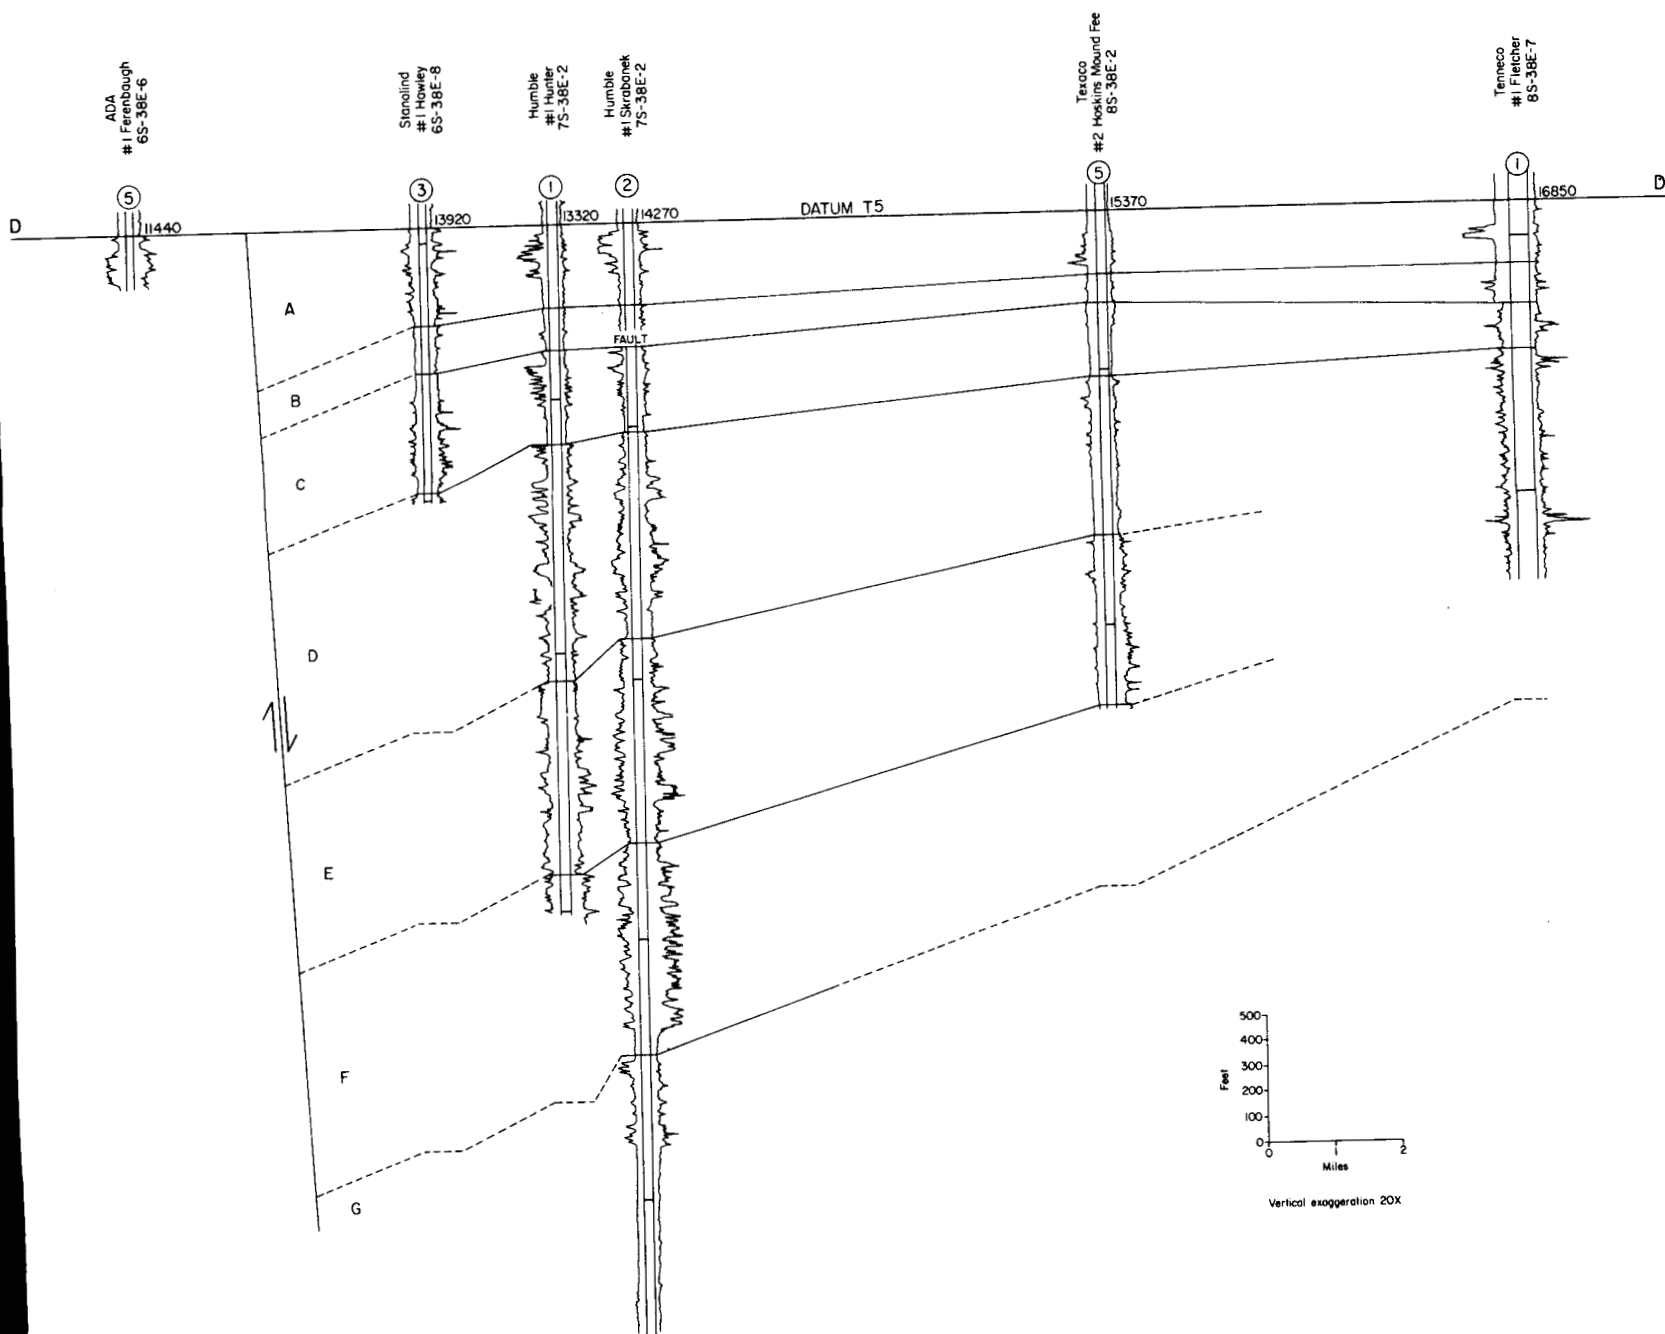 ADA
#1 Ferenbaugh
6S-38E-6
Stanolind
#1 Hawley
6S-38E-8
Humble
#1 Hunter
7S-38E-2
Humble
#1 Skrabanek
7S-38E-2
Texaco
#2 Hoskins Mound Fee
8S-38E-2
Tenneco
#1 Fletcher
8S-38E-7
5
3
1
2
5
1
D
11440
13920
13320
14270
DATUM T5
15370
16850
D
A
FAULT
B
C
D
E
F
G
500
400
300
200
100
0
Feet
0
1
2
Miles
Vertical exaggeration 20X